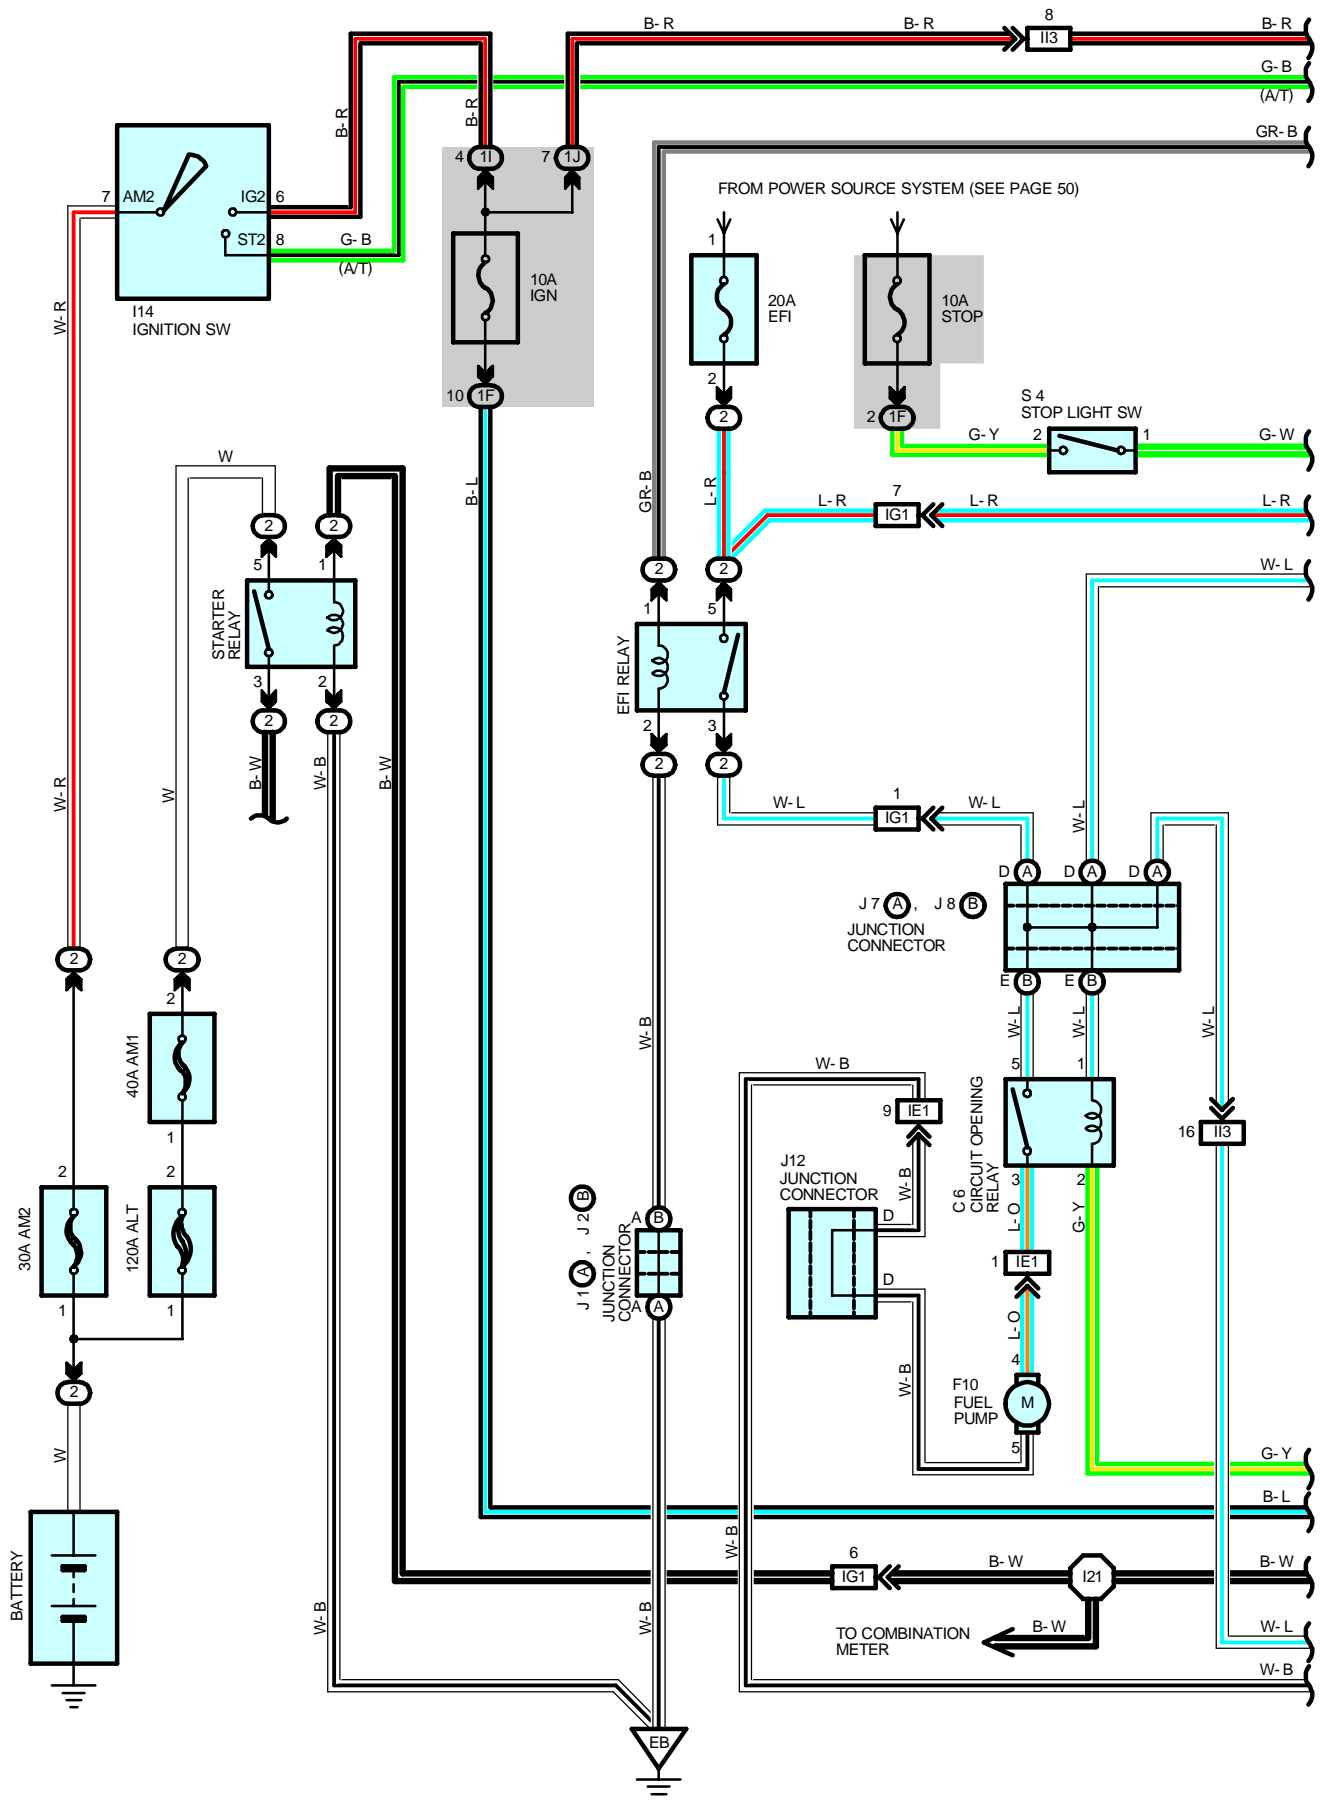 B- R
B- R
8
II3
B- R
G- B
(A/T)
GR- B
B- R
B- R
4
1I
7
1J
FROM POWER SOURCE SYSTEM (SEE PAGE 50)
7
AM2
IG2
6
ST2
8
G- B
(A/T)
I14
IGNITION SW
W- R
10A
IGN
10
1F
1
20A
EFI
2
2
10A
STOP
2
1F
G- Y
S 4
STOP LIGHT SW
2
1
G- W
W
2
2
5
1
STARTER
RELAY
3
2
2
2
B- W
W- B
B- W
B- L
GR- B
L- R
L- R
7
IG1
L- R
L- R
2
2
1
5
EFI RELAY
2
3
2
2
W- L
W- L
1
IG1
W- L
W- L
D
A
D
A
D
A
J 7
A
,
J 8
B
JUNCTION
CONNECTOR
E
B
E
B
W- L
W- L
W- L
W- R
W
2
2
2
40A AM1
1
2
2
30A AM2
120A ALT
1
1
2
W
BATTERY
W- B
W- B
9
IE1
W- B
J12
JUNCTION
CONNECTOR
D
D
W- B
5
1
C 6
CIRCUIT OPENING
RELAY
3
2
L- O
G- Y
1
IE1
L- O
4
F10
FUEL
PUMP
M
5
16
II3
J 1
A
,
J 2
B
JUNCTION
CONNECTOR
A
B
A
A
G- Y
B- L
W- B
6
IG1
B- W
I21
B- W
TO COMBINATION
METER
B- W
W- L
W- B
W- B
W- B
EB